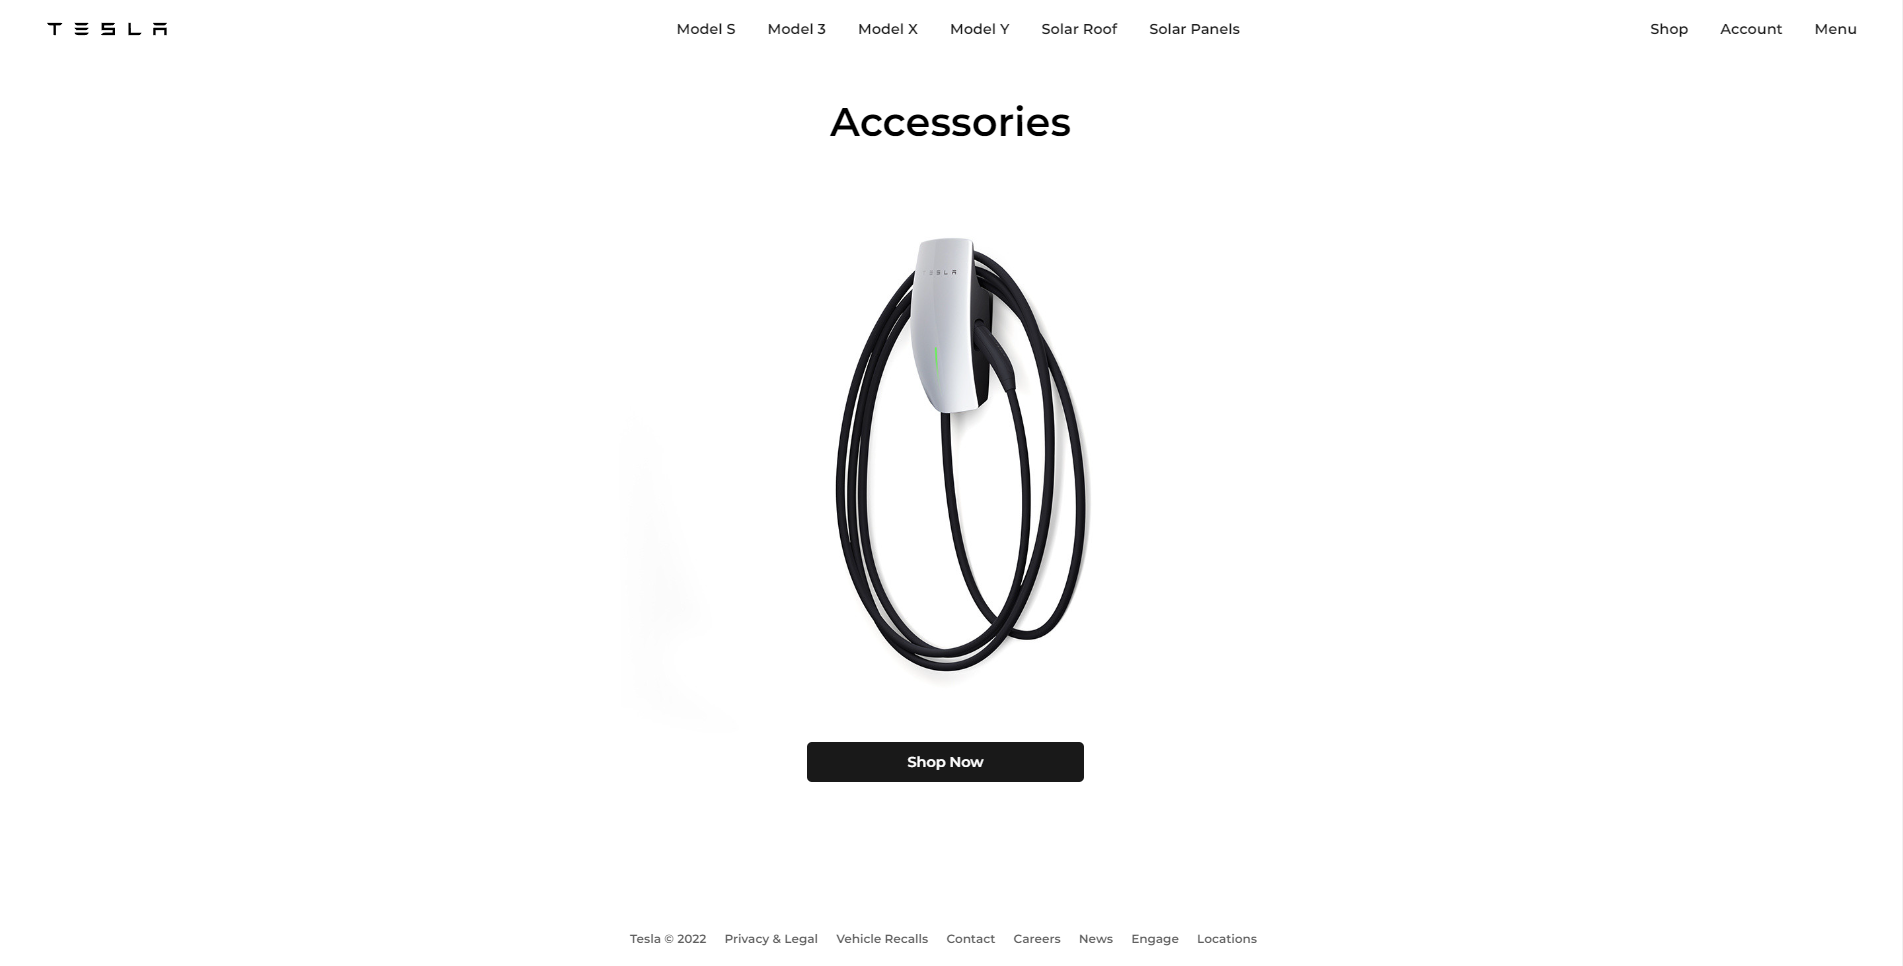 TESLA Model S Model 3 Model X Model Y Solar Roof Solar Panels Shop Account Menu
Accessories
TESLA
Shop Now
Tesla © 2022 Privacy & Legal Vehicle Recalls Contact Careers News Engage Locations